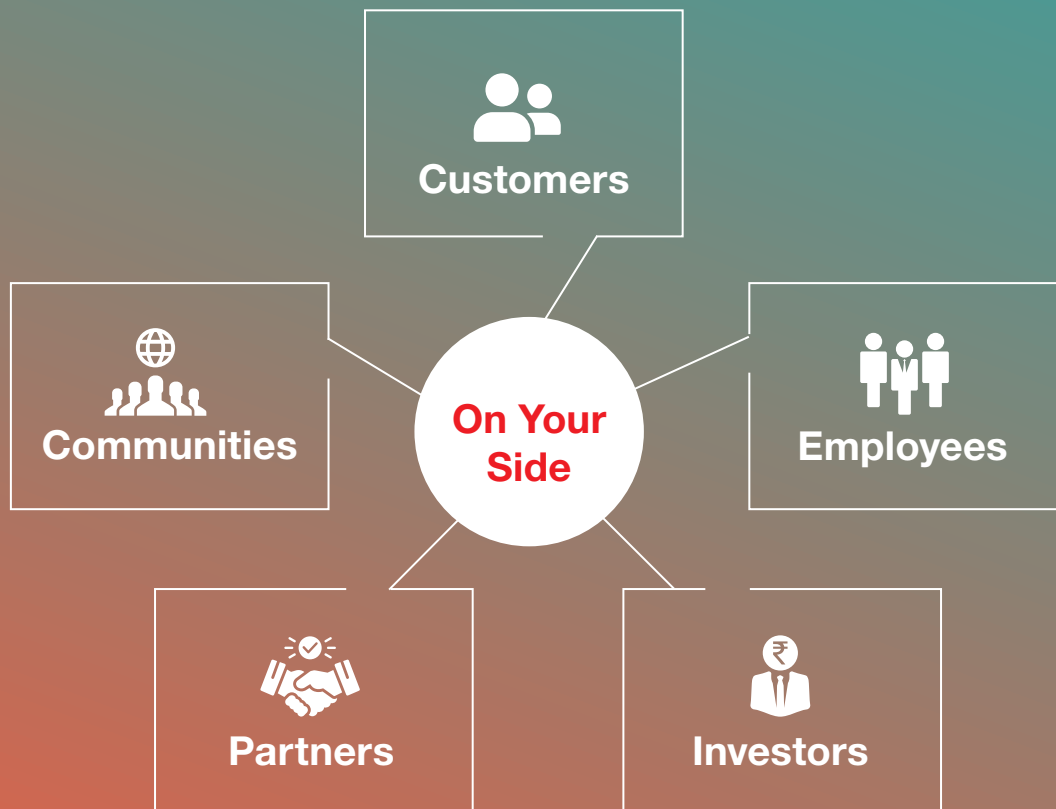 Customers
Communities
On Your
Side
Employees
Partners
₹
Investors